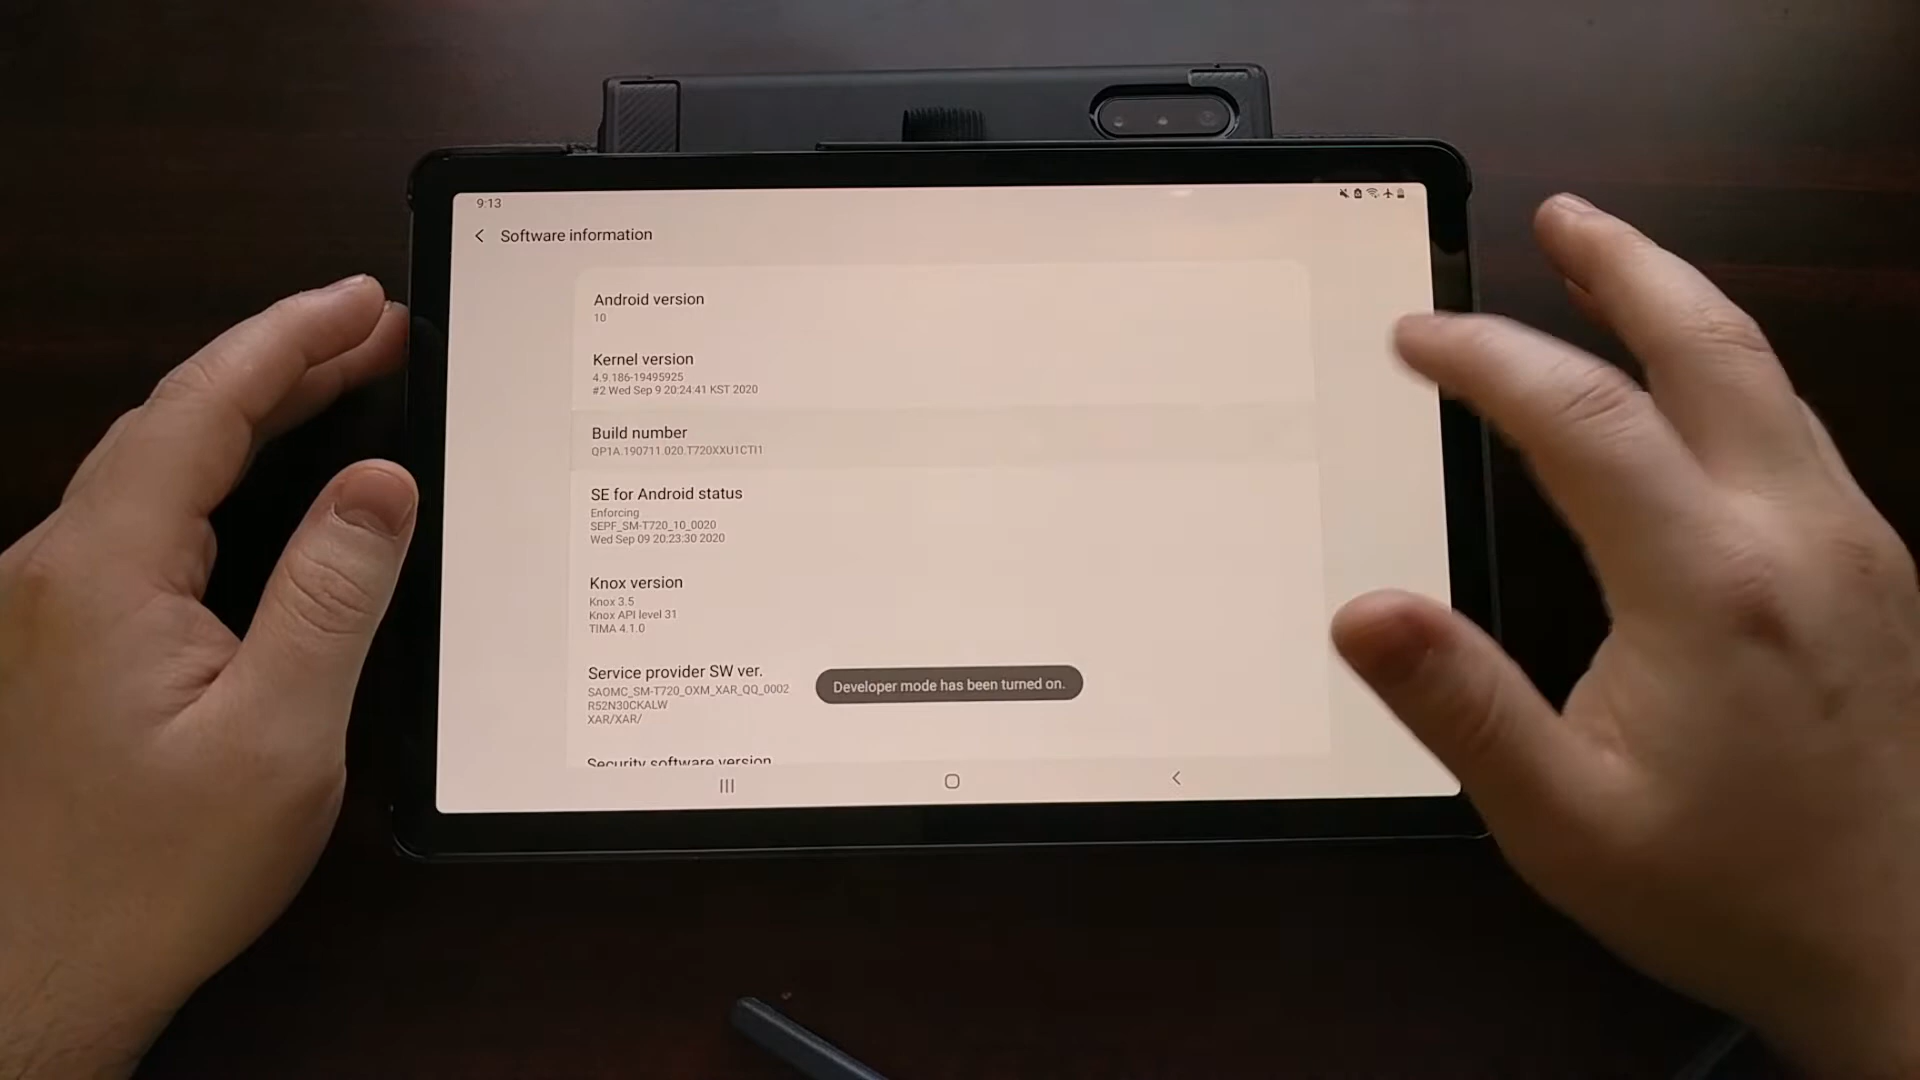 9:13
Software information
Android version
10
Kernel version
4.9.186-19495925
#2 Wed Sep 9 20:24:41 KST 2020
Build number
QP1A.190711.020.T720XXU1CTI1
SE for Android status
Enforcing
SEPF_SM-T720_10_0020
Wed Sep 09 20:23:30 2020
Knox version
Knox 3.5
Knox API level 31
TIMA 4.1.0
Service provider SW ver.
SAOMC_SM-T720_OXM_XAR_QQ_0002
R52N30CKALW
XAR/XAR/
Developer mode has been turned on.
Security software version